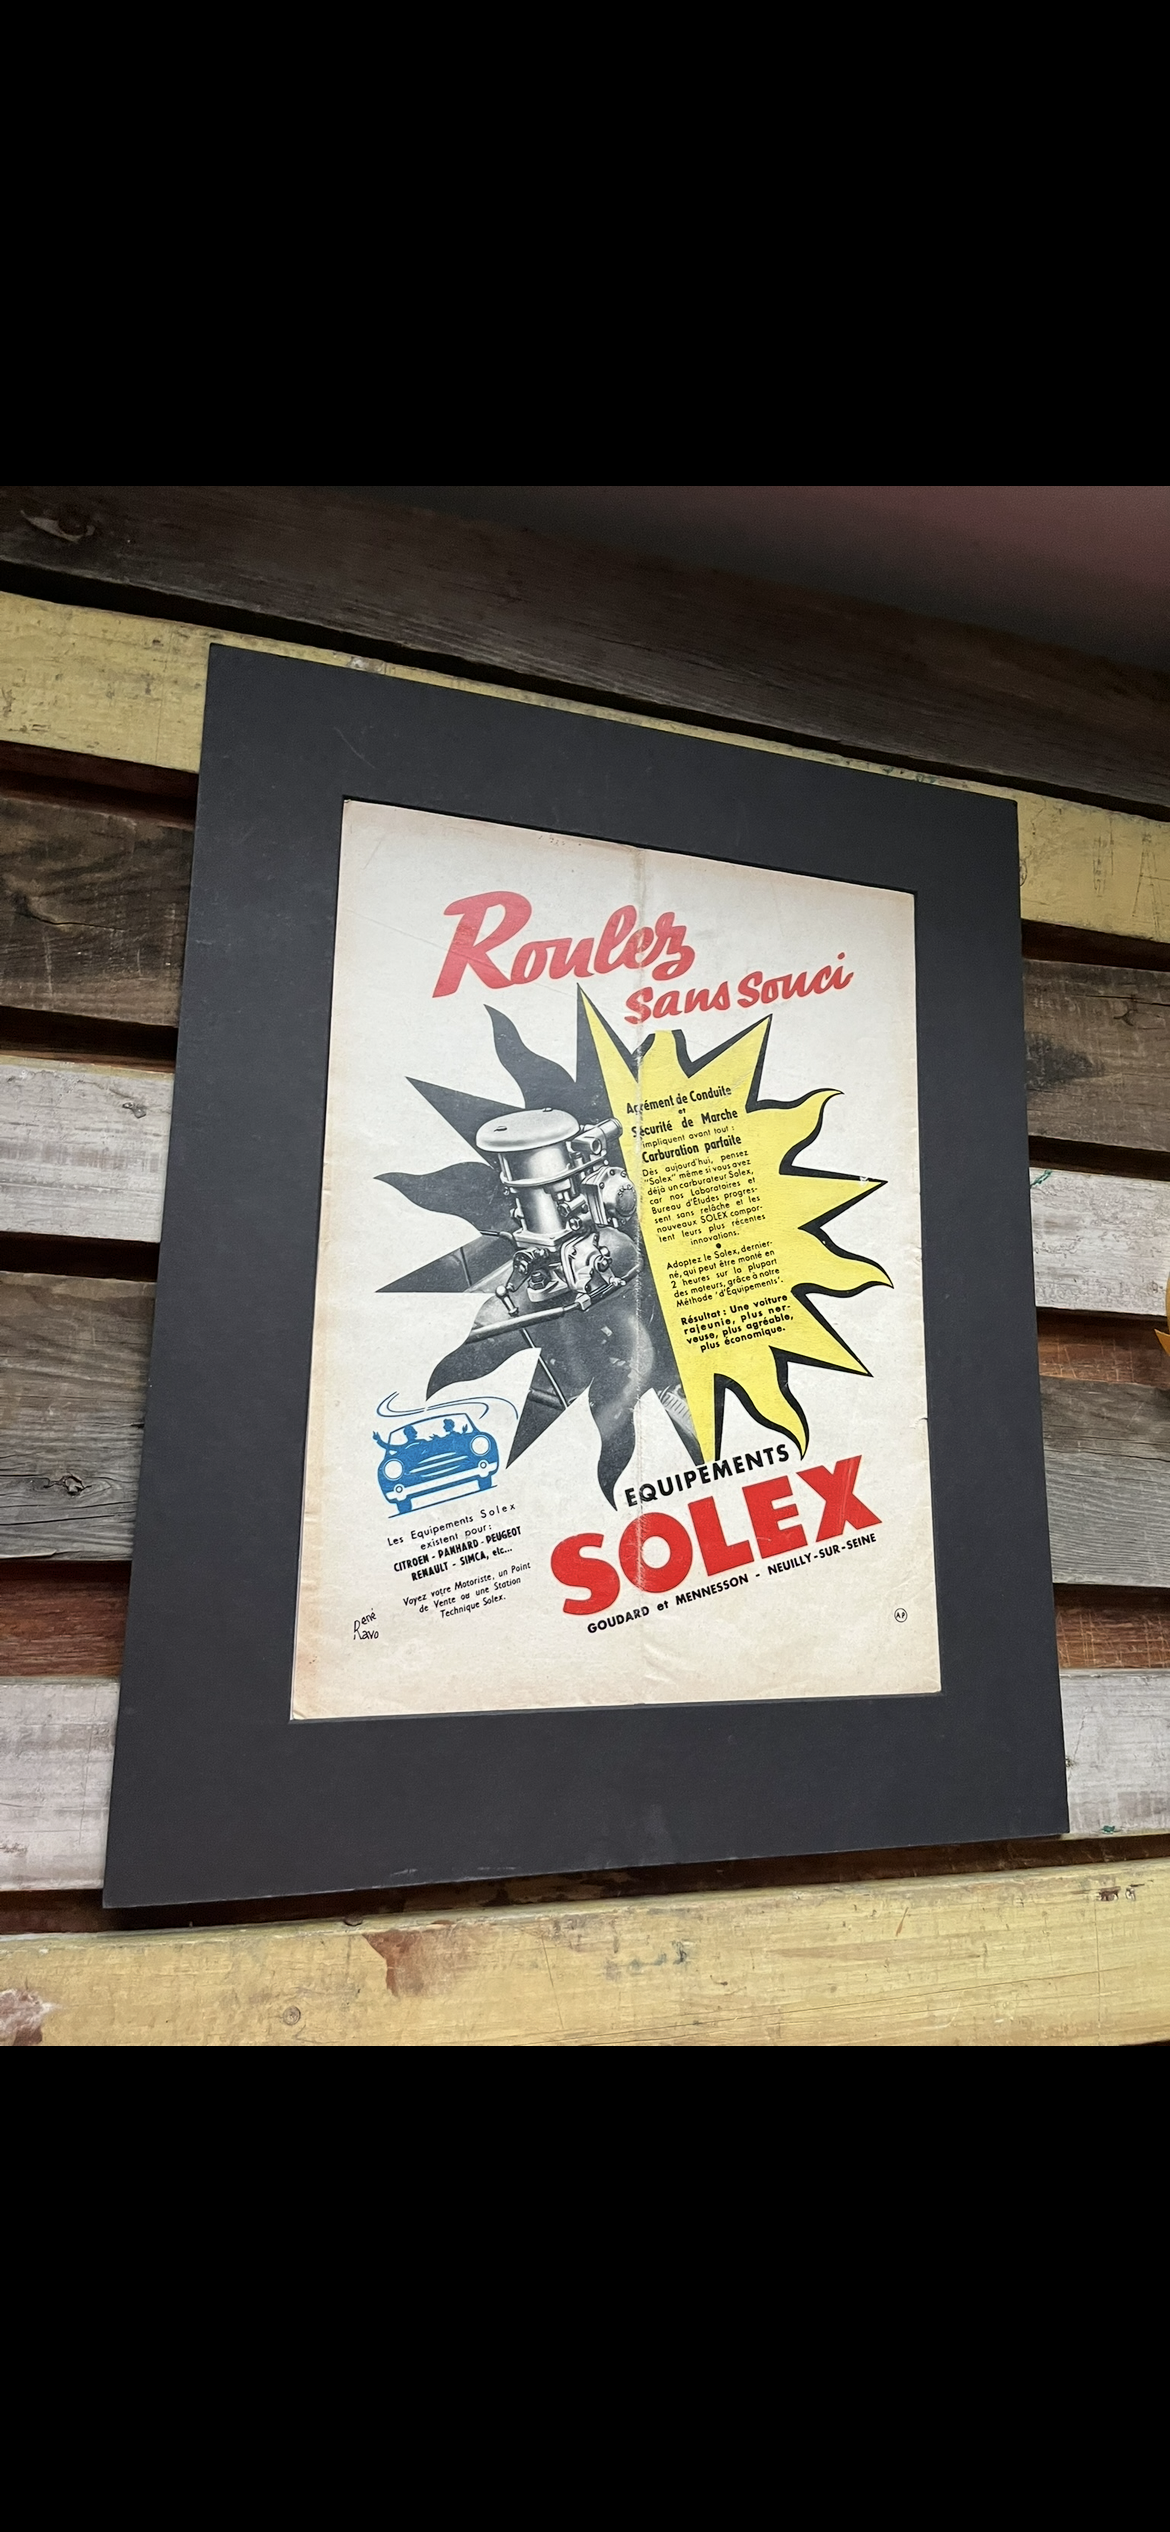 Roulez
sans souci
Agrément de Conduite
et
Sécurité de Marche
impliquent avant tout :
Carburation parfaite
Dès aujourd'hui, pensez
"Solex" même si vous avez
déjà un carburateur Solex,
car nos Laboratoires et
Bureau d'Études progres-
sent sans relâche et les
nouveaux SOLEX compor-
tent leurs plus récentes
innovations.
Adoptez le Solex, dernier-
né, qui peut être monté en
2 heures sur la plupart
des moteurs, grâce à notre
Méthode 'd'Équipements'.
Résultat : Une voiture
rajeunie, plus ner-
veuse, plus agréable,
plus économique.
EQUIPEMENTS
SOLEX
GOUDARD et MENNESSON - NEUILLY-SUR-SEINE
Les Equipements Solex
existent pour :
CITROEN - PANHARD - PEUGEOT
RENAULT - SIMCA, etc...
Voyez votre Motoriste, un Point
de Vente ou une Station
Technique Solex.
René
Ravo
AP